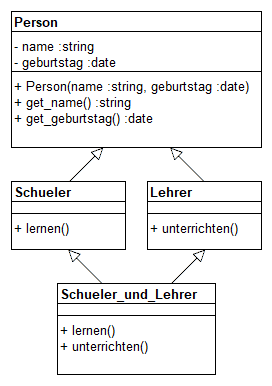 Person
- name :string
- geburtstag :date
+ Person(name :string, geburtstag :date)
+ get_name() :string
+ get_geburtstag() :date
Schueler
+ lernen()
Lehrer
+ unterrichten()
Schueler_und_Lehrer
+ lernen()
+ unterrichten()